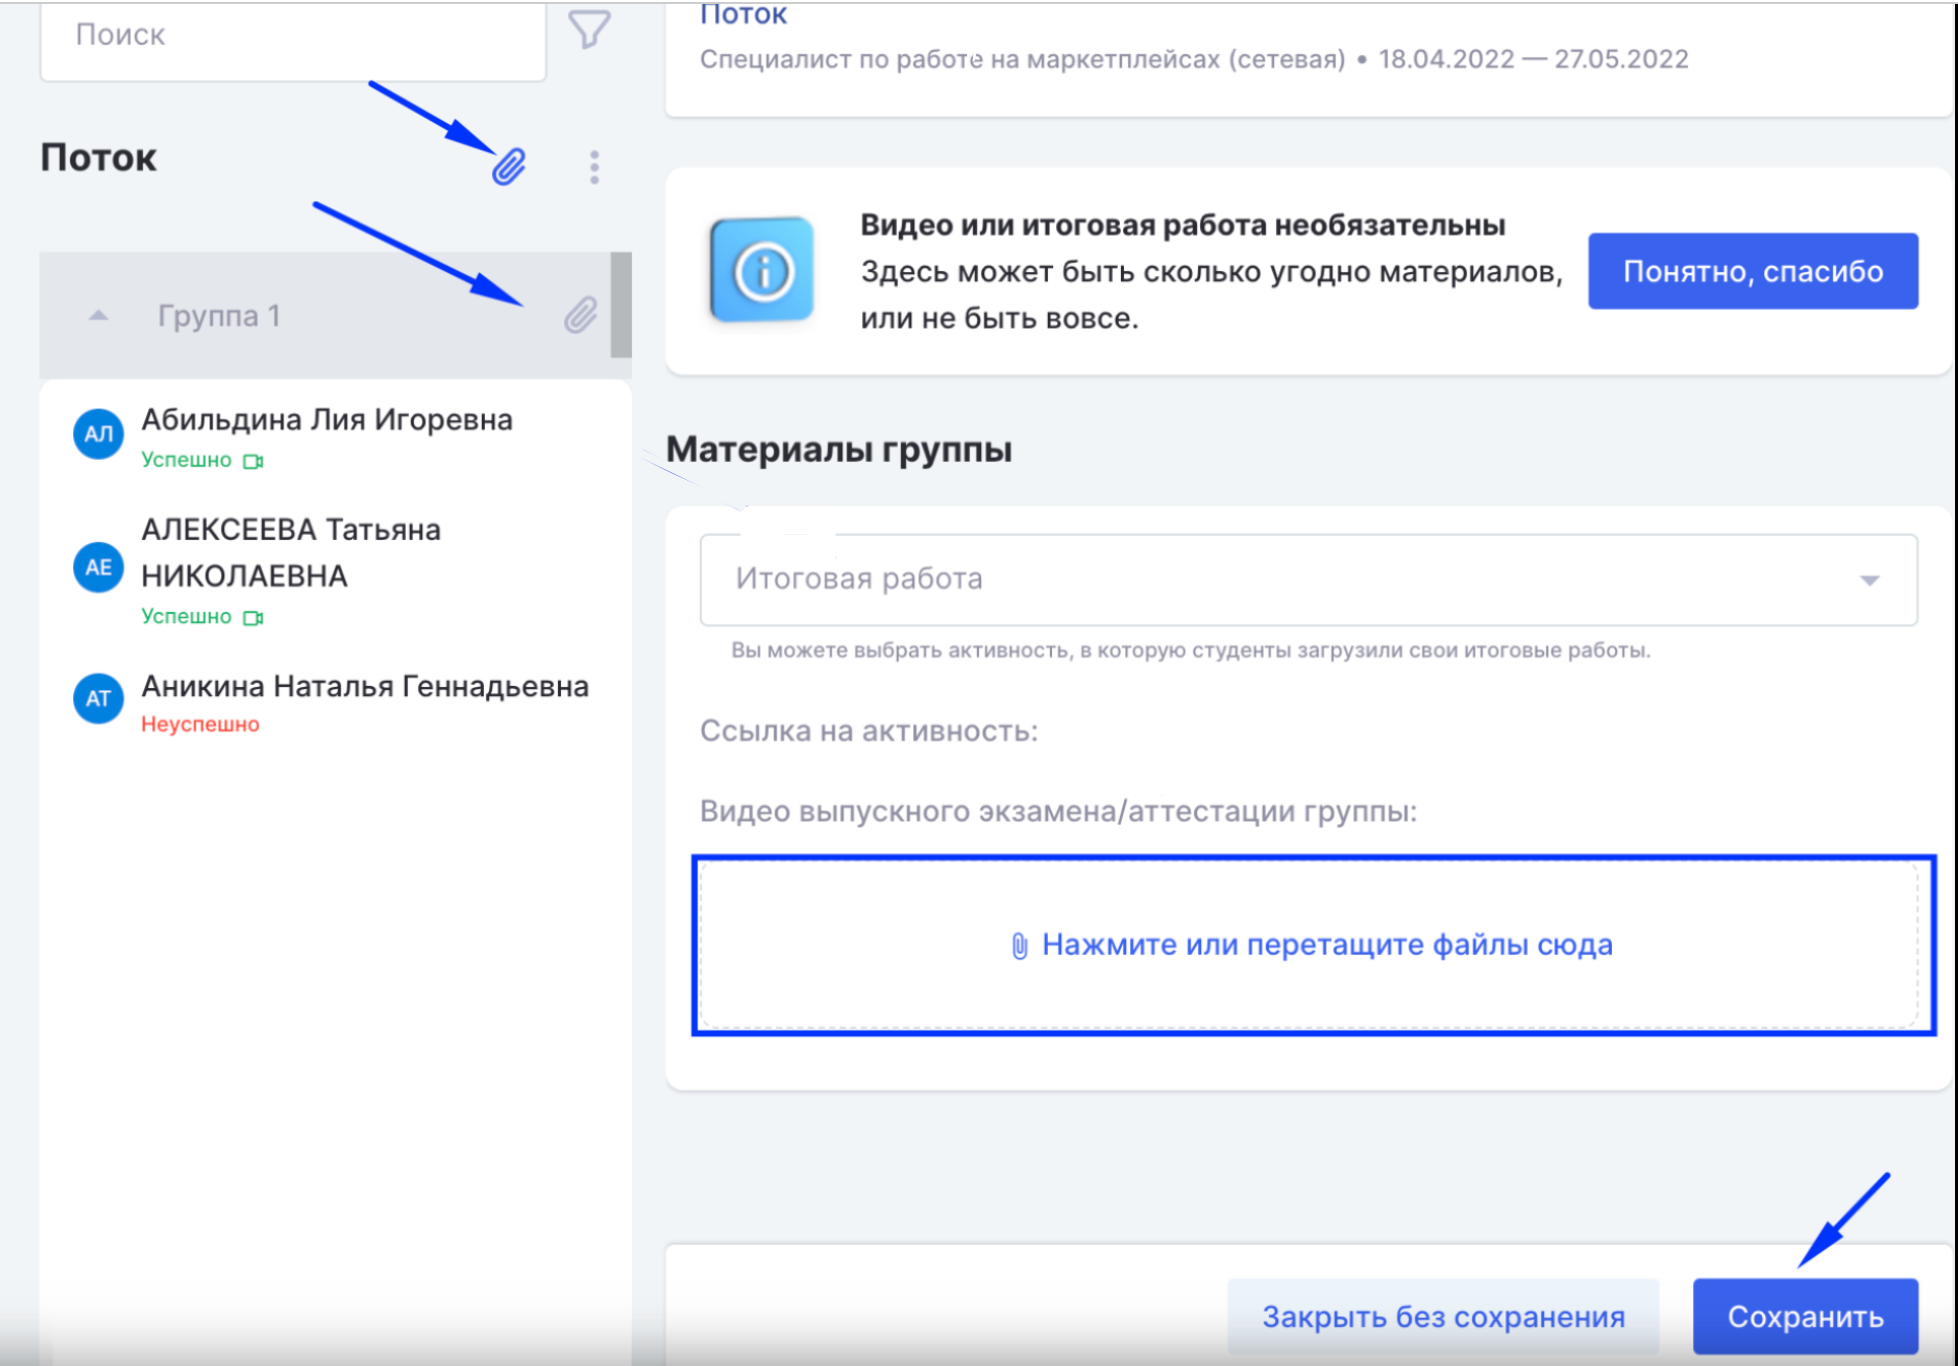 Поиск
Поток
Группа 1
АЛ
Абильдина Лия Игоревна
Успешно
АЛЕКСЕЕВА Татьяна
АЕ
НИКОЛАЕВНА
Успешно
АТ
Аникина Наталья Геннадьевна
Неуспешно
Поток
Специалист по работе на маркетплейсах (сетевая) • 18.04.2022 — 27.05.2022
Видео или итоговая работа необязательны
Здесь может быть сколько угодно материалов,
или не быть вовсе.
Понятно, спасибо
Материалы группы
Итоговая работа
Вы можете выбрать активность, в которую студенты загрузили свои итоговые работы.
Ссылка на активность:
Видео выпускного экзамена/аттестации группы:
Нажмите или перетащите файлы сюда
Закрыть без сохранения
Сохранить